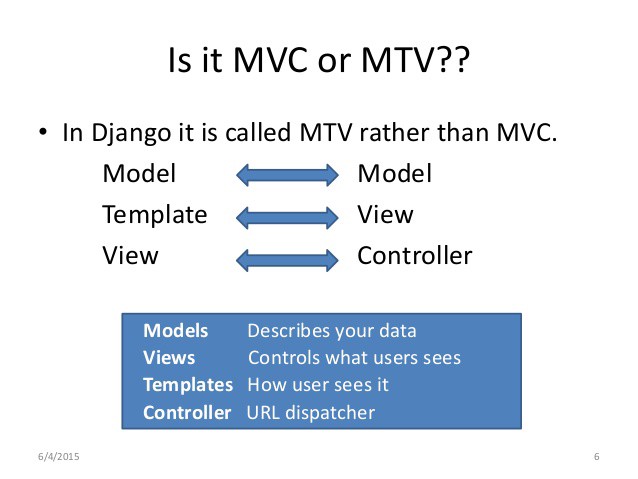 Is it MVC or MTV??
• In Django it is called MTV rather than MVC.
Model Model
Template View
View Controller
Models Describes your data
Views Controls what users sees
Templates How user sees it
Controller URL dispatcher
6/4/2015 6